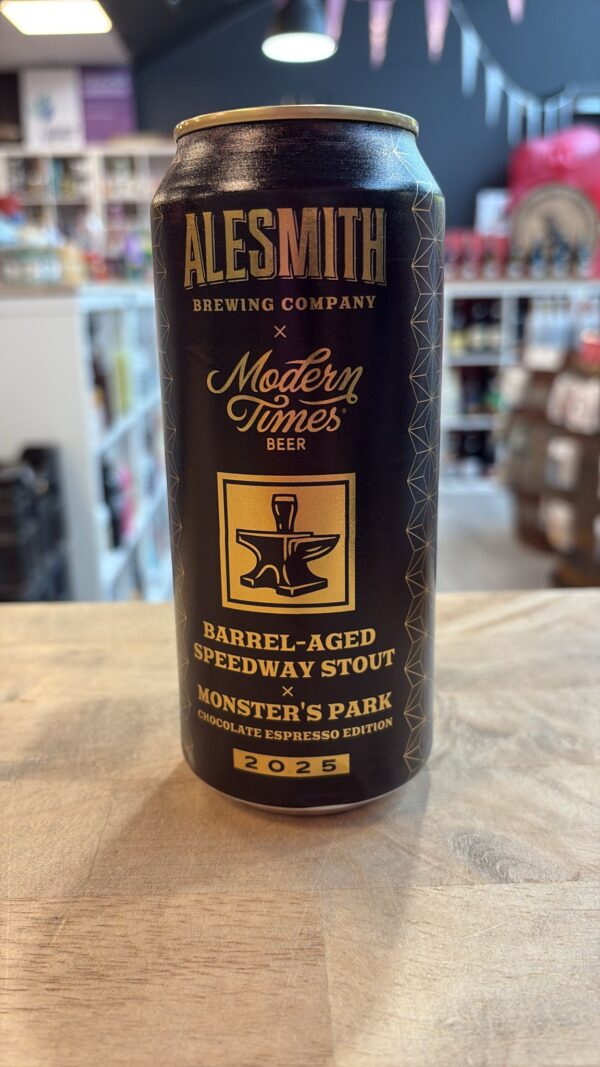 ALESMITH
BREWING COMPANY
×
Modern
Times®
BEER
BARREL-AGED
SPEEDWAY STOUT
×
MONSTER'S PARK
CHOCOLATE ESPRESSO EDITION
2025